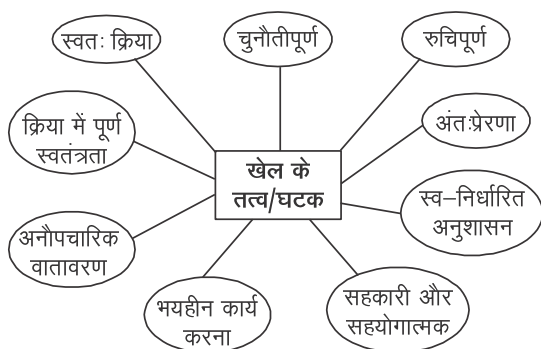 स्वतः क्रिया
चुनौतीपूर्ण
रुचिपूर्ण
क्रिया में पूर्ण
स्वतंत्रता
अंतःप्रेरणा
खेल के
तत्व/घटक
स्व–निर्धारित
अनुशासन
अनौपचारिक
वातावरण
भयहीन कार्य
करना
सहकारी और
सहयोगात्मक